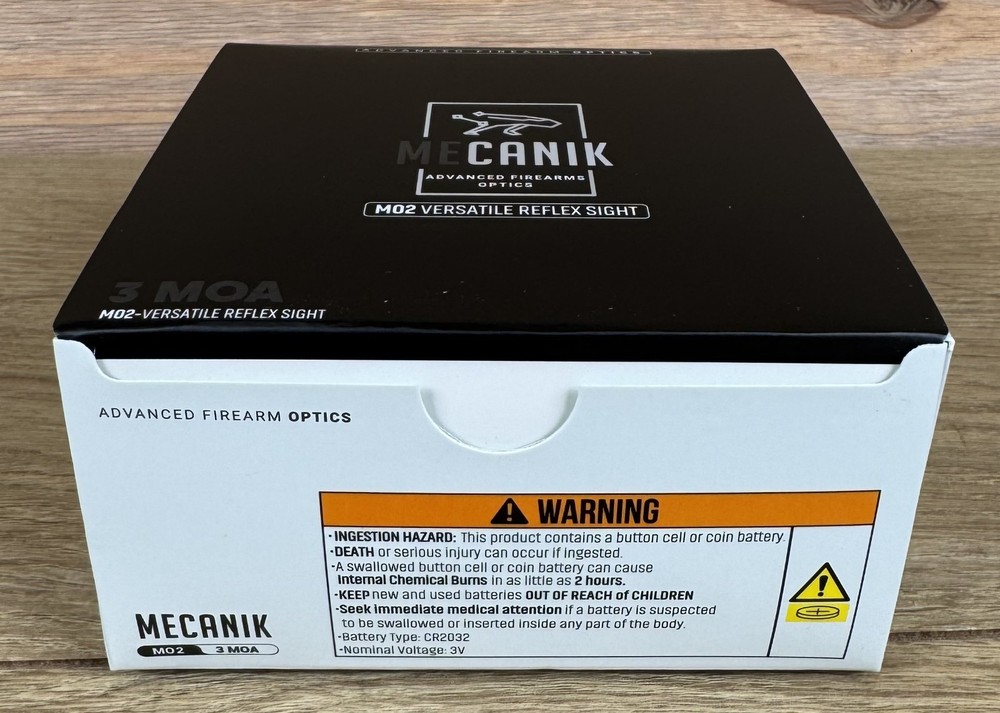 ADVANCED FIREARM OPTICS
MECANIK
ADVANCED FIREARMS
OPTICS
M02 VERSATILE REFLEX SIGHT
3 MOA
M02-VERSATILE REFLEX SIGHT
ADVANCED FIREARM OPTICS
WARNING
·INGESTION HAZARD: This product contains a button cell or coin battery.
·DEATH or serious injury can occur if ingested.
·A swallowed button cell or coin battery can cause
Internal Chemical Burns in as little as 2 hours.
·KEEP new and used batteries OUT OF REACH of CHILDREN
·Seek immediate medical attention if a battery is suspected
to be swallowed or inserted inside any part of the body.
·Battery Type: CR2032
·Nominal Voltage: 3V
MECANIK
M02 3 MOA